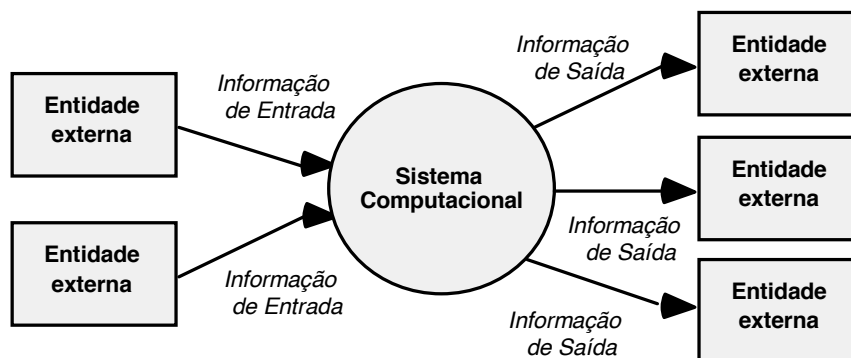 Entidade
externa
Informação
de Entrada
Entidade
externa
Informação
de Entrada
Sistema
Computacional
Informação
de Saída
Entidade
externa
Informação
de Saída
Entidade
externa
Informação
de Saída
Entidade
externa